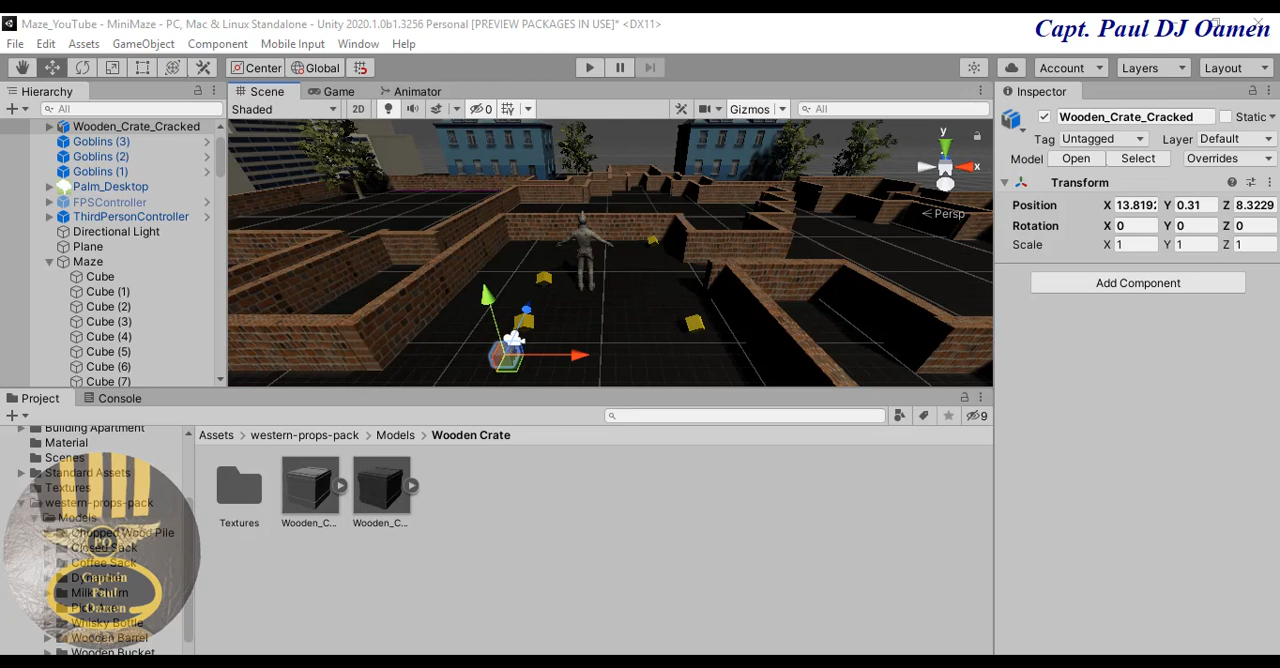 Maze_YouTube - MiniMaze - PC, Mac & Linux Standalone - Unity 2020.1.0b1.3256 Personal [PREVIEW PACKAGES IN USE]* <DX11>
Capt. Paul DJ Oamen
File Edit Assets GameObject Component Mobile Input Window Help
Center Global Account Layers Layout
Hierarchy Scene Game Animator Inspector
All Shaded 2D 0 Gizmos All
Wooden_Crate_Cracked
Goblins (3)
Goblins (2)
Goblins (1)
Palm_Desktop
FPSController
ThirdPersonController
Directional Light
Plane
Maze
Cube
Cube (1)
Cube (2)
Cube (3)
Cube (4)
Cube (5)
Cube (6)
Cube (7)
y
x
Persp
Wooden_Crate_Cracked Static
Tag Untagged Layer Default
Model Open Select Overrides
Transform
Position X 13.819 Y 0.31 Z 8.3229
Rotation X 0 Y 0 Z 0
Scale X 1 Y 1 Z 1
Add Component
Project Console
9
Building Apartment
Material
Scenes
Standard Assets
Textures
western-props-pack
Models
Chopped Wood Pile
Closed Sack
Coffee Sack
Milk Churn
Whisky Bottle
Wooden Barrel
Wooden Bucket
PO
Captain
Paul
Oamen
Assets > western-props-pack > Models > Wooden Crate
Textures Wooden_C... Wooden_C...